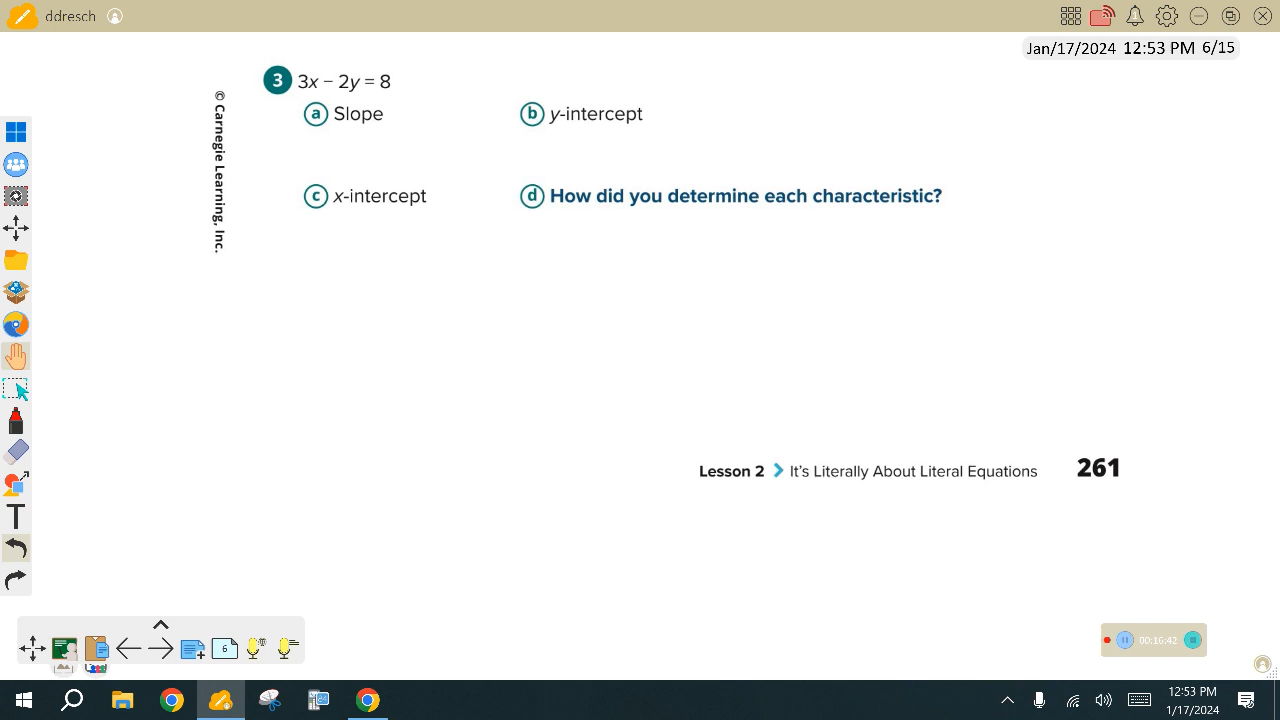 ddresch
Jan/17/2024 12:53 PM 6/15
3 3x − 2y = 8
a Slope
b y-intercept
c x-intercept
d How did you determine each characteristic?
© Carnegie Learning, Inc.
Lesson 2 > It's Literally About Literal Equations 261
T
6
00:16:42
12:53 PM
1/17/2024